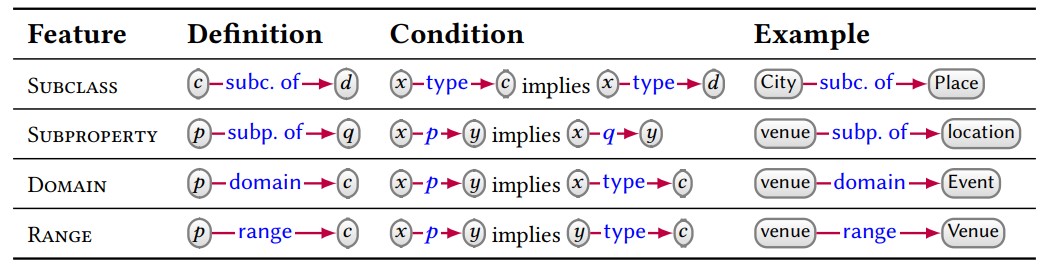 Feature Definition Condition Example
SUBCLASS c subc. of d x type c implies x type d City subc. of Place
SUBPROPERTY p subp. of q x p y implies x q y venue subp. of location
DOMAIN p domain c x p y implies x type c venue domain Event
RANGE p range c x p y implies y type c venue range Venue